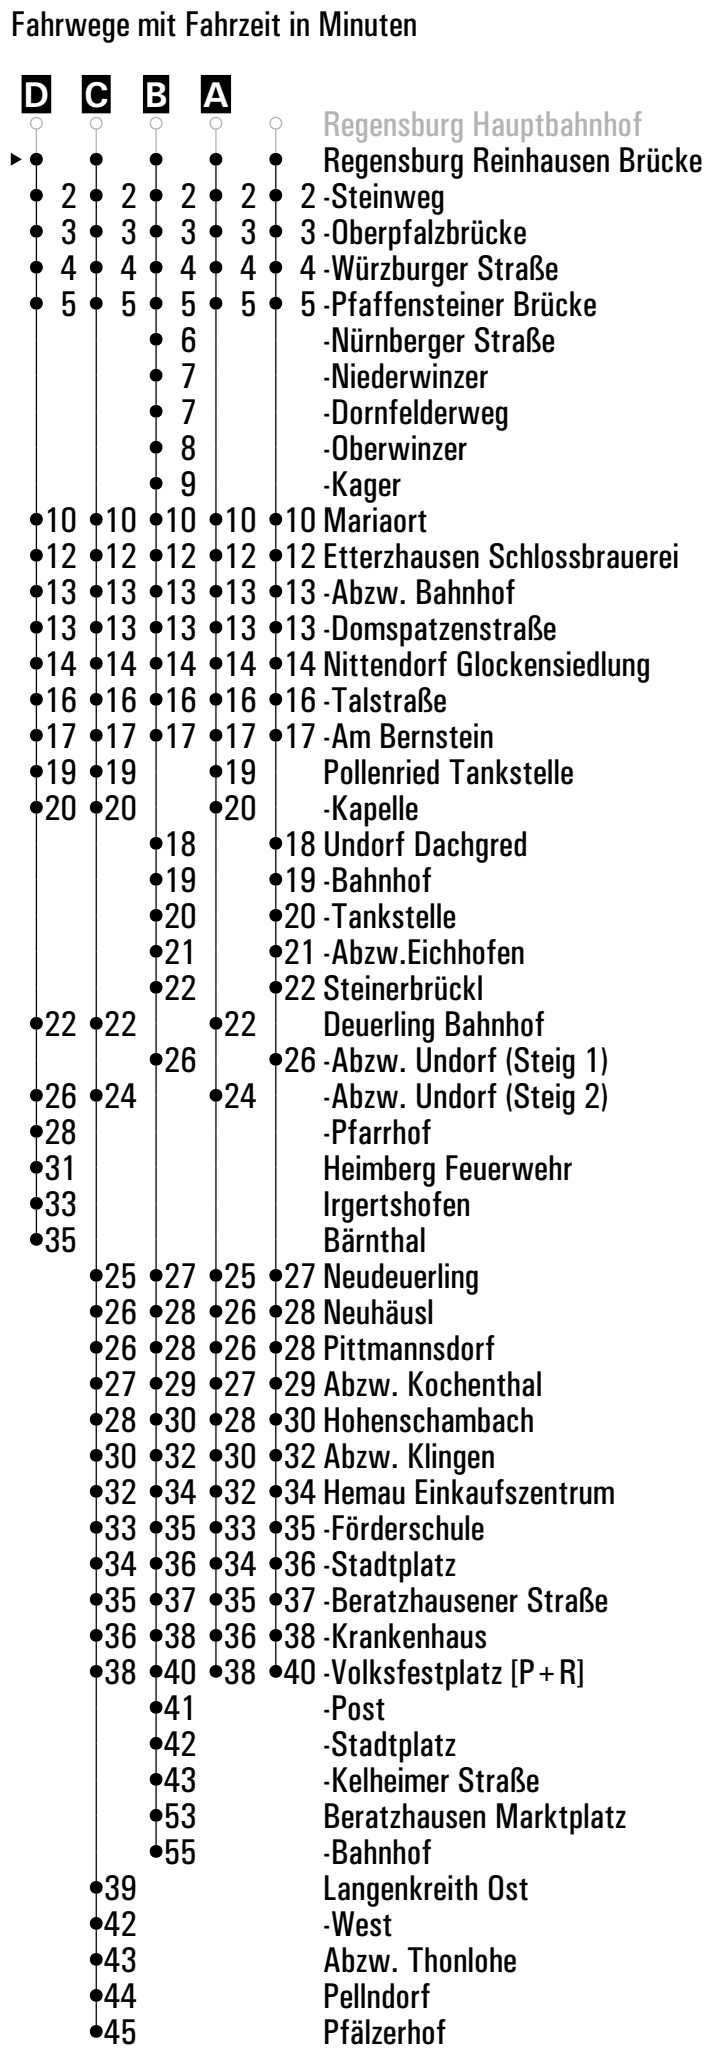 Fahrwege mit Fahrzeit in Minuten
D C B A
Regensburg Hauptbahnhof
Regensburg Reinhausen Brücke
2 2 2 2 2 -Steinweg
3 3 3 3 3 -Oberpfalzbrücke
4 4 4 4 4 -Würzburger Straße
5 5 5 5 5 -Pfaffensteiner Brücke
6 -Nürnberger Straße
7 -Niederwinzer
7 -Dornfelderweg
8 -Oberwinzer
9 -Kager
10 10 10 10 10 Mariaort
12 12 12 12 12 Etterzhausen Schlossbrauerei
13 13 13 13 13 -Abzw. Bahnhof
13 13 13 13 13 -Domspatzenstraße
14 14 14 14 14 Nittendorf Glockensiedlung
16 16 16 16 16 -Talstraße
17 17 17 17 17 -Am Bernstein
19 19 19 Pollenried Tankstelle
20 20 20 -Kapelle
18 18 Undorf Dachgred
19 19 -Bahnhof
20 20 -Tankstelle
21 21 -Abzw.Eichhofen
22 22 Steinerbrückl
22 22 22 Deuerling Bahnhof
26 26 -Abzw. Undorf (Steig 1)
26 24 24 -Abzw. Undorf (Steig 2)
28 -Pfarrhof
31 Heimberg Feuerwehr
33 Irgertshofen
35 Bärnthal
25 27 25 27 Neudeuerling
26 28 26 28 Neuhäusl
26 28 26 28 Pittmannsdorf
27 29 27 29 Abzw. Kochenthal
28 30 28 30 Hohenschambach
30 32 30 32 Abzw. Klingen
32 34 32 34 Hemau Einkaufszentrum
33 35 33 35 -Förderschule
34 36 34 36 -Stadtplatz
35 37 35 37 -Beratzhausener Straße
36 38 36 38 -Krankenhaus
38 40 38 40 -Volksfestplatz [P+R]
41 -Post
42 -Stadtplatz
43 -Kelheimer Straße
53 Beratzhausen Marktplatz
55 -Bahnhof
39 Langenkreith Ost
42 -West
43 Abzw. Thonlohe
44 Pellndorf
45 Pfälzerhof